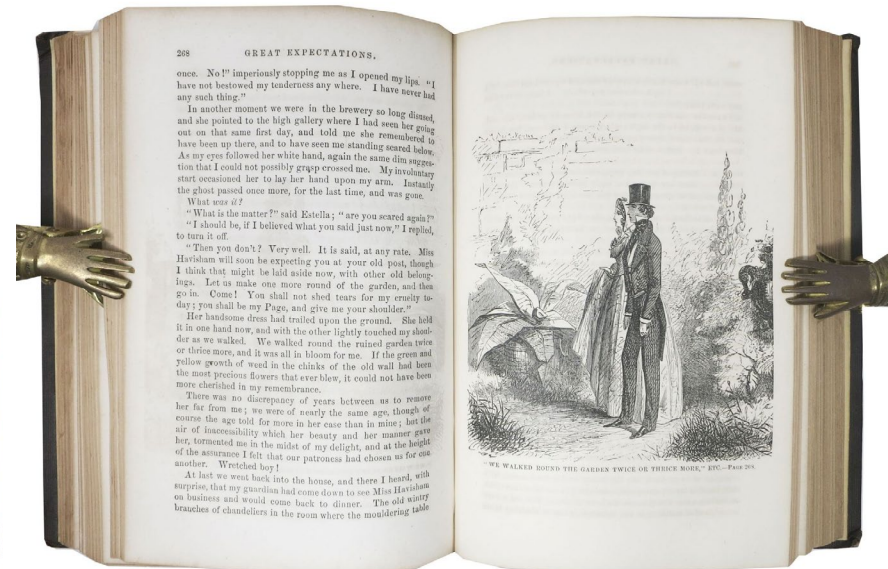 268 GREAT EXPECTATIONS.
once. No!" imperiously stopping me as I opened my lips. "I
have not bestowed my tenderness any where. I have never had
any such thing."
In another moment we were in the brewery so long disused,
and she pointed to the high gallery where I had seen her going
out on that same first day, and told me she remembered to
have been up there, and to have seen me standing scared below.
As my eyes followed her white hand, again the same dim sugges-
tion that I could not possibly grasp crossed me. My involuntary
start occasioned her to lay her hand upon my arm. Instantly
the ghost passed once more, for the last time, and was gone.
What was it?
"What is the matter?" said Estella; "are you scared again?"
"I should be, if I believed what you said just now," I replied,
to turn it off.
"Then you don't? Very well. It is said, at any rate. Miss
Havisham will soon be expecting you at your old post, though
I think that might be laid aside now, with other old belong-
ings. Let us make one more round of the garden, and then
go in. Come! You shall not shed tears for my cruelty to-
day; you shall be my Page, and give me your shoulder."
Her handsome dress had trailed upon the ground. She held
it in one hand now, and with the other lightly touched my shoul-
der as we walked. We walked round the ruined garden twice
or thrice more, and it was all in bloom for me. If the green and
yellow growth of weed in the chinks of the old wall had been
the most precious flowers that ever blew, it could not have been
more cherished in my remembrance.
There was no discrepancy of years between us to remove
her far from me; we were of nearly the same age, though of
course the age told for more in her case than in mine; but the
air of inaccessibility which her beauty and her manner gave
her, tormented me in the midst of my delight, and at the height
of the assurance I felt that our patroness had chosen us for one
another. Wretched boy!
At last we went back into the house, and there I heard, with
surprise, that my guardian had come down to see Miss Havisham
on business and would come back to dinner. The old wintry
branches of chandeliers in the room where the mouldering table
"WE WALKED ROUND THE GARDEN TWICE OR THRICE MORE," ETC.—PAGE 268.